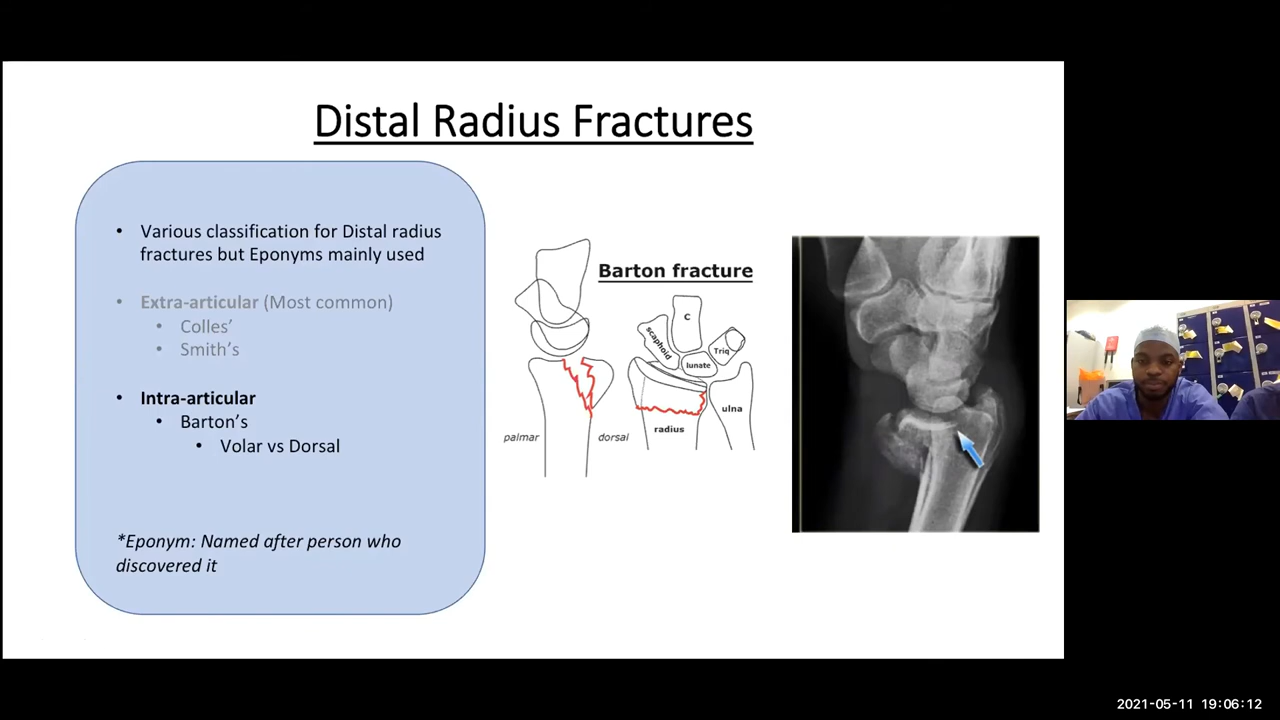 Distal Radius Fractures
• Various classification for Distal radius
fractures but Eponyms mainly used
• Extra-articular (Most common)
• Colles’
• Smith’s
• Intra-articular
• Barton’s
• Volar vs Dorsal
*Eponym: Named after person who
discovered it
Barton fracture
C
scaphoid
Triq
lunate
ulna
radius
palmar
dorsal
2021-05-11 19:06:12